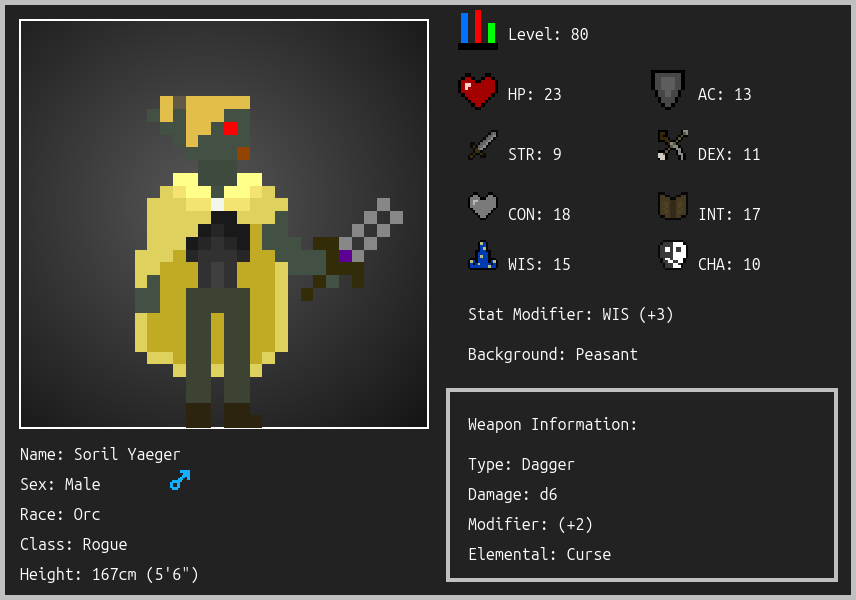 Level: 80
HP: 23
AC: 13
STR: 9
DEX: 11
CON: 18
INT: 17
WIS: 15
CHA: 10
Stat Modifier: WIS (+3)
Background: Peasant
Weapon Information:
Type: Dagger
Damage: d6
Modifier: (+2)
Elemental: Curse
Name: Soril Yaeger
Sex: Male
Race: Orc
Class: Rogue
Height: 167cm (5'6")